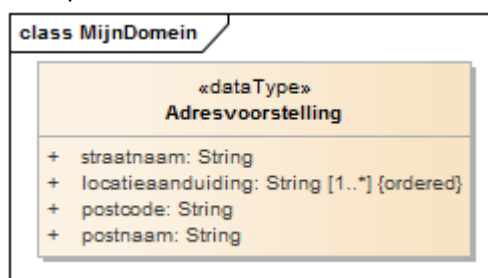 class MijnDomein
«dataType»
Adresvoorstelling
+ straatnaam: String
+ locatieaanduiding: String [1..*] {ordered}
+ postcode: String
+ postnaam: String